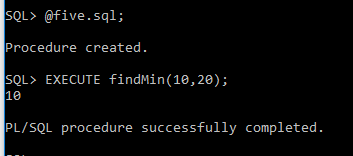 SQL> @five.sql;
Procedure created.
SQL> EXECUTE findMin(10,20);
10
PL/SQL procedure successfully completed.